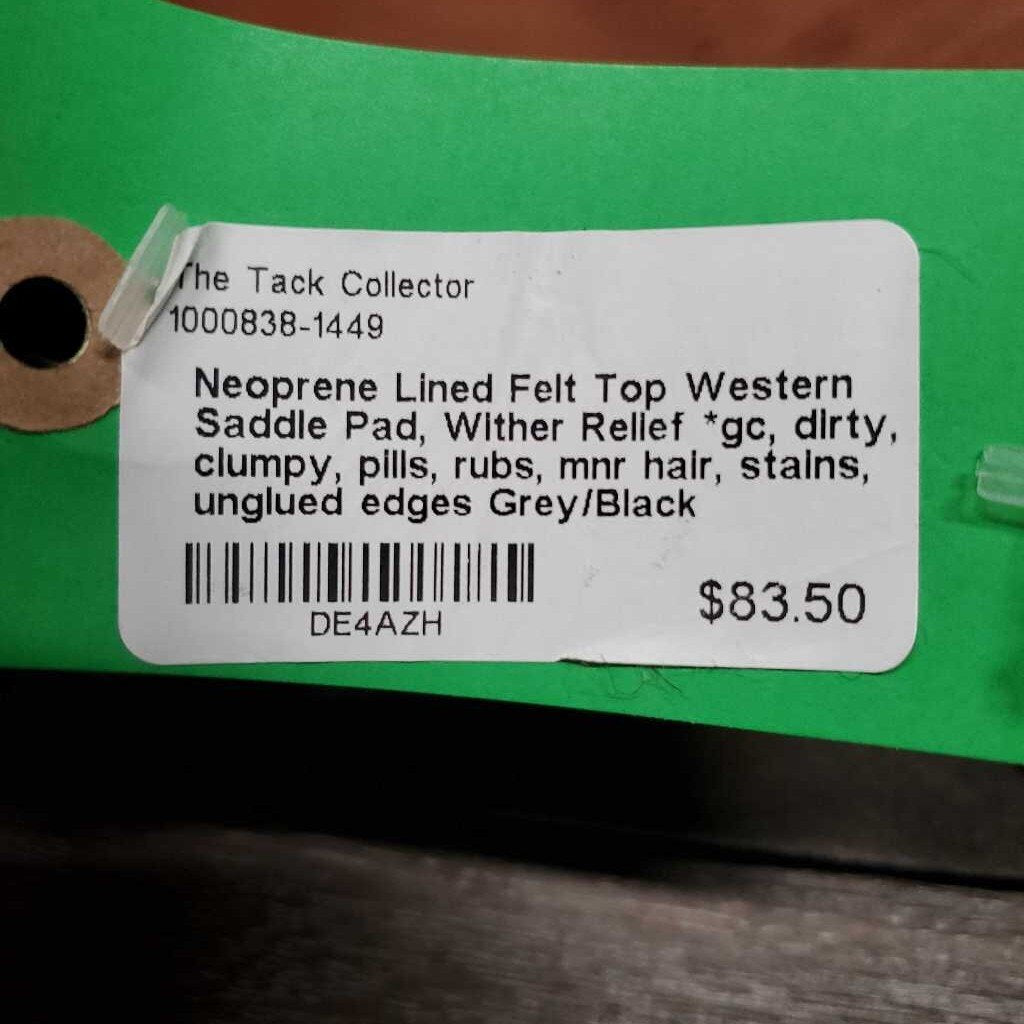 The Tack Collector
1000838-1449
Neoprene Lined Felt Top Western
Saddle Pad, Wither Relief *gc, dirty,
clumpy, pills, rubs, mnr hair, stains,
unglued edges Grey/Black
DE4AZH
$83.50